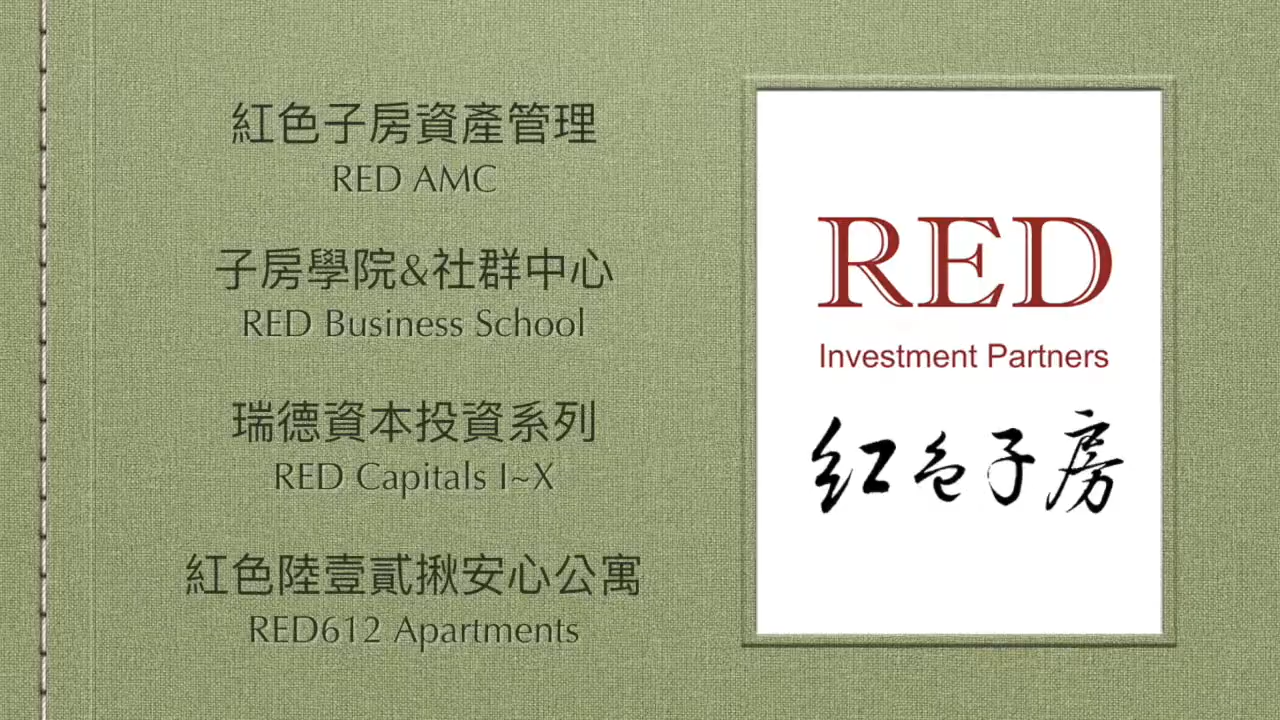 紅色子房資產管理
RED AMC
子房學院&社群中心
RED Business School
瑞德資本投資系列
RED Capitals I~X
紅色陸壹貳揪安心公寓
RED612 Apartments
RED
Investment Partners
紅色子房